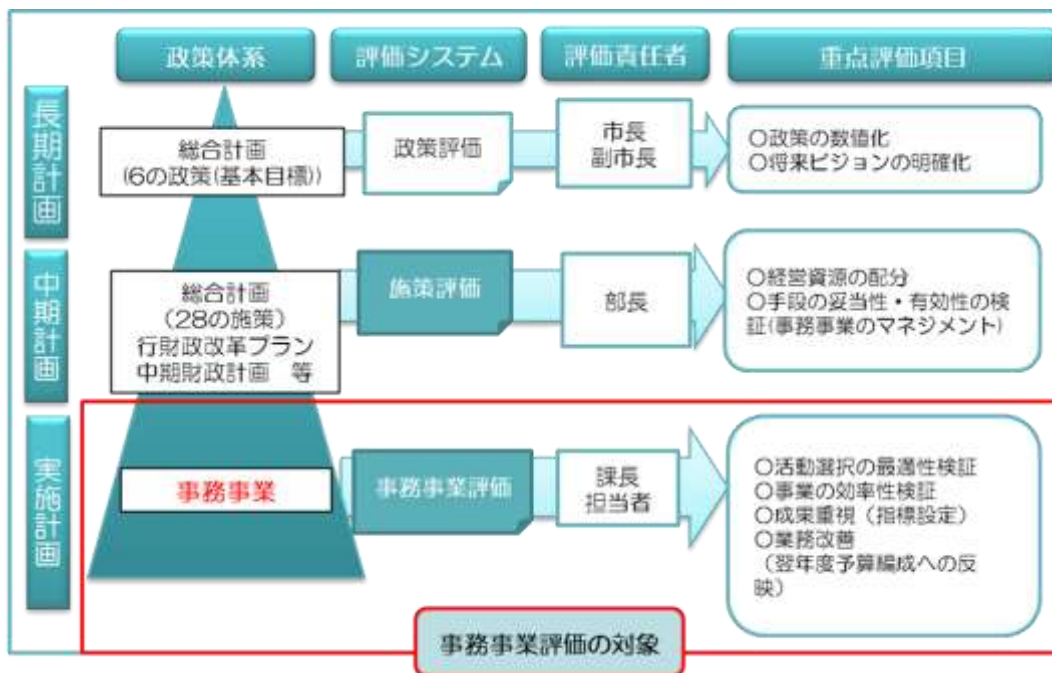 政策体系
評価システム
評価責任者
重点評価項目
長期計画
総合計画
(6の政策(基本目標))
政策評価
市長
副市長
○政策の数値化
○将来ビジョンの明確化
中期計画
総合計画
(28の施策)
行財政改革プラン
中期財政計画 等
施策評価
部長
○経営資源の配分
○手段の妥当性・有効性の検
証(事務事業のマネジメント)
実施計画
事務事業
事務事業評価
課長
担当者
○活動選択の最適性検証
○事業の効率性検証
○成果重視(指標設定)
○業務改善
(翌年度予算編成への反
映)
事務事業評価の対象